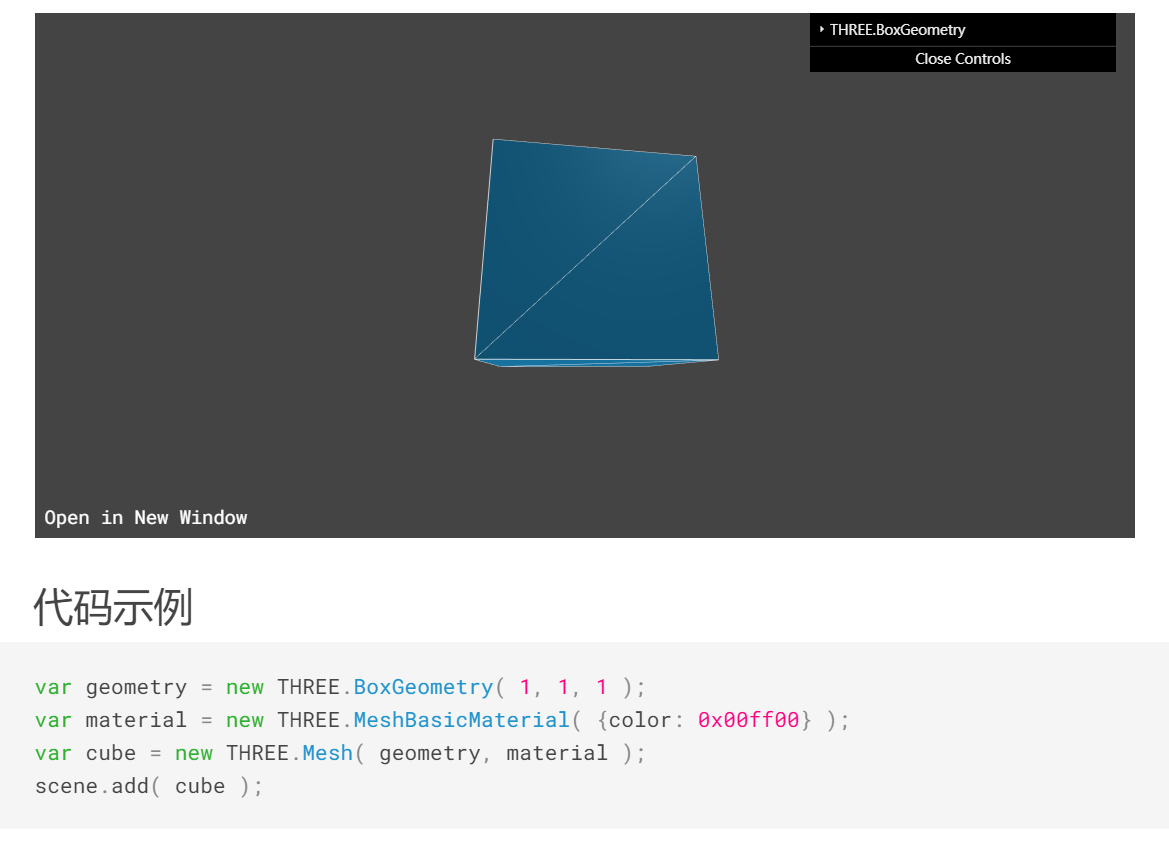 THREE.BoxGeometry
Close Controls
Open in New Window
代码示例
var geometry = new THREE.BoxGeometry( 1, 1, 1 );
var material = new THREE.MeshBasicMaterial( {color: 0x00ff00} );
var cube = new THREE.Mesh( geometry, material );
scene.add( cube );